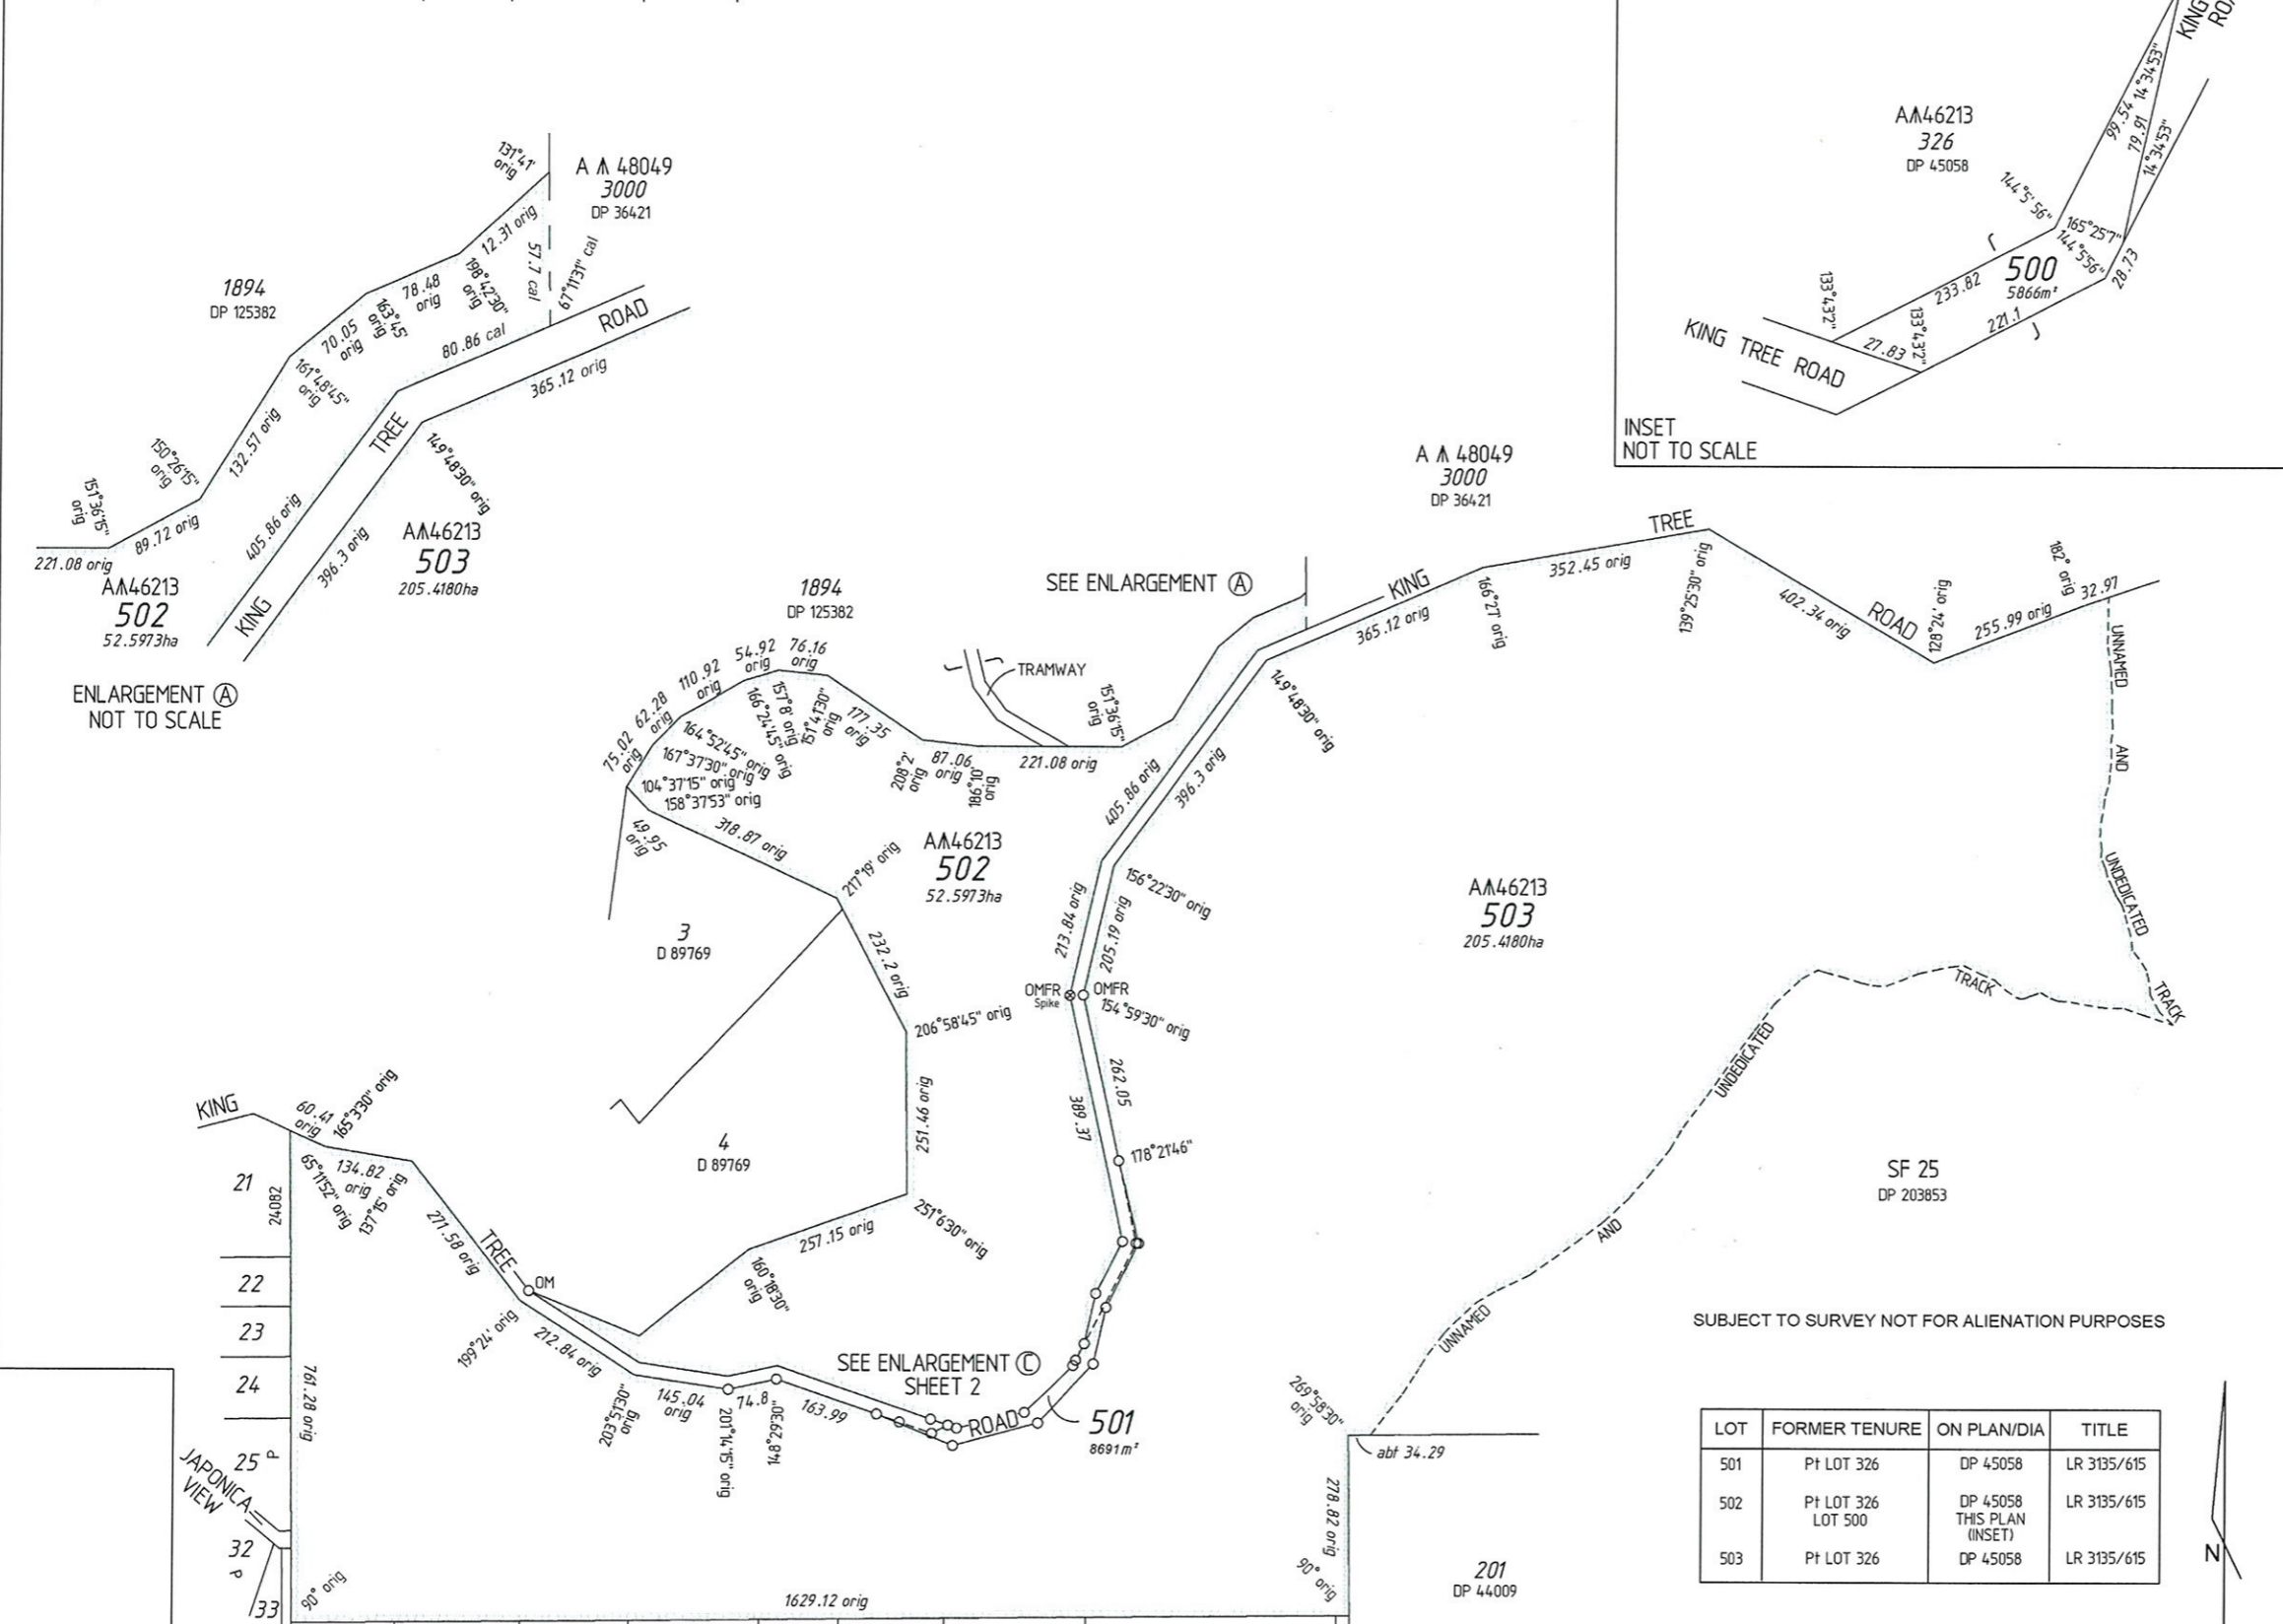 131°41'
orig
A Ѧ 48049
3000
DP 36421
12.31 orig
57.7 cal
67°11'31" cal
198°42'30"
orig
78.48
orig
163°45'
orig
70.05
orig
161°48'45"
orig
1894
DP 125382
80.86 cal
ROAD
365.12 orig
TREE
149°48'30" orig
132.57 orig
150°26'15"
orig
151°36'15"
orig
89.72 orig
221.08 orig
405.86 orig
396.3 orig
KING
AѦ46213
503
205.4180ha
AѦ46213
502
52.5973ha
ENLARGEMENT Ⓐ
NOT TO SCALE
KING
99.54
79.91
14°34'53"
14°34'53"
AѦ46213
326
DP 45058
144°5'56"
165°25'7"
144°5'56"
28.73
500
5866m²
233.82
221.1
133°43'2"
133°43'2"
27.83
KING TREE ROAD
INSET
NOT TO SCALE
A Ѧ 48049
3000
DP 36421
SEE ENLARGEMENT Ⓐ
1894
DP 125382
TRAMWAY
KING
TREE
ROAD
365.12 orig
166°27' orig
352.45 orig
139°25'30" orig
402.34 orig
128°24' orig
255.99 orig
182° orig
32.97
UNNAMED
AND
UNDEDICATED
TRACK
149°48'30" orig
75.02
orig
62.28
orig
110.92
orig
54.92
orig
76.16
orig
164°52'45" orig
167°37'30" orig
104°37'15" orig
158°37'53" orig
166°24'45" orig
157°8' orig
151°41'30"
orig
177.35
orig
208°2'
orig
87.06
orig
186°10'
orig
221.08 orig
151°36'15"
orig
405.86 orig
396.3 orig
49.95
orig
318.87 orig
217°19' orig
AѦ46213
502
52.5973ha
156°22'30" orig
213.84 orig
205.19 orig
AѦ46213
503
205.4180ha
3
D 89769
232.2 orig
OMFR
Spike
OMFR
154°59'30" orig
206°58'45" orig
262.05
389.37
251.46 orig
178°21'46"
TRACK
UNDEDICATED
AND
UNNAMED
4
D 89769
251°6'30" orig
257.15 orig
160°18'30"
orig
KING
60.41
orig
165°3'30" orig
65°11'52" orig
134.82
orig
137°15' orig
271.58 orig
TREE
OM
21
24082
22
23
24
25 P
JAPONICA
VIEW
32
P
33
761.28 orig
90° orig
199°24' orig
212.84 orig
203°51'30"
orig
145.04
orig
201°14'15" orig
74.8
148°29'30"
163.99
SEE ENLARGEMENT Ⓒ
SHEET 2
ROAD
501
8691m²
1629.12 orig
269°58'30"
orig
abt 34.29
278.82 orig
90° orig
201
DP 44009
SF 25
DP 203853
SUBJECT TO SURVEY NOT FOR ALIENATION PURPOSES
LOT FORMER TENURE ON PLAN/DIA TITLE
501 Pt LOT 326 DP 45058 LR 3135/615
502 Pt LOT 326 DP 45058 LR 3135/615
LOT 500 THIS PLAN
(INSET)
503 Pt LOT 326 DP 45058 LR 3135/615
N